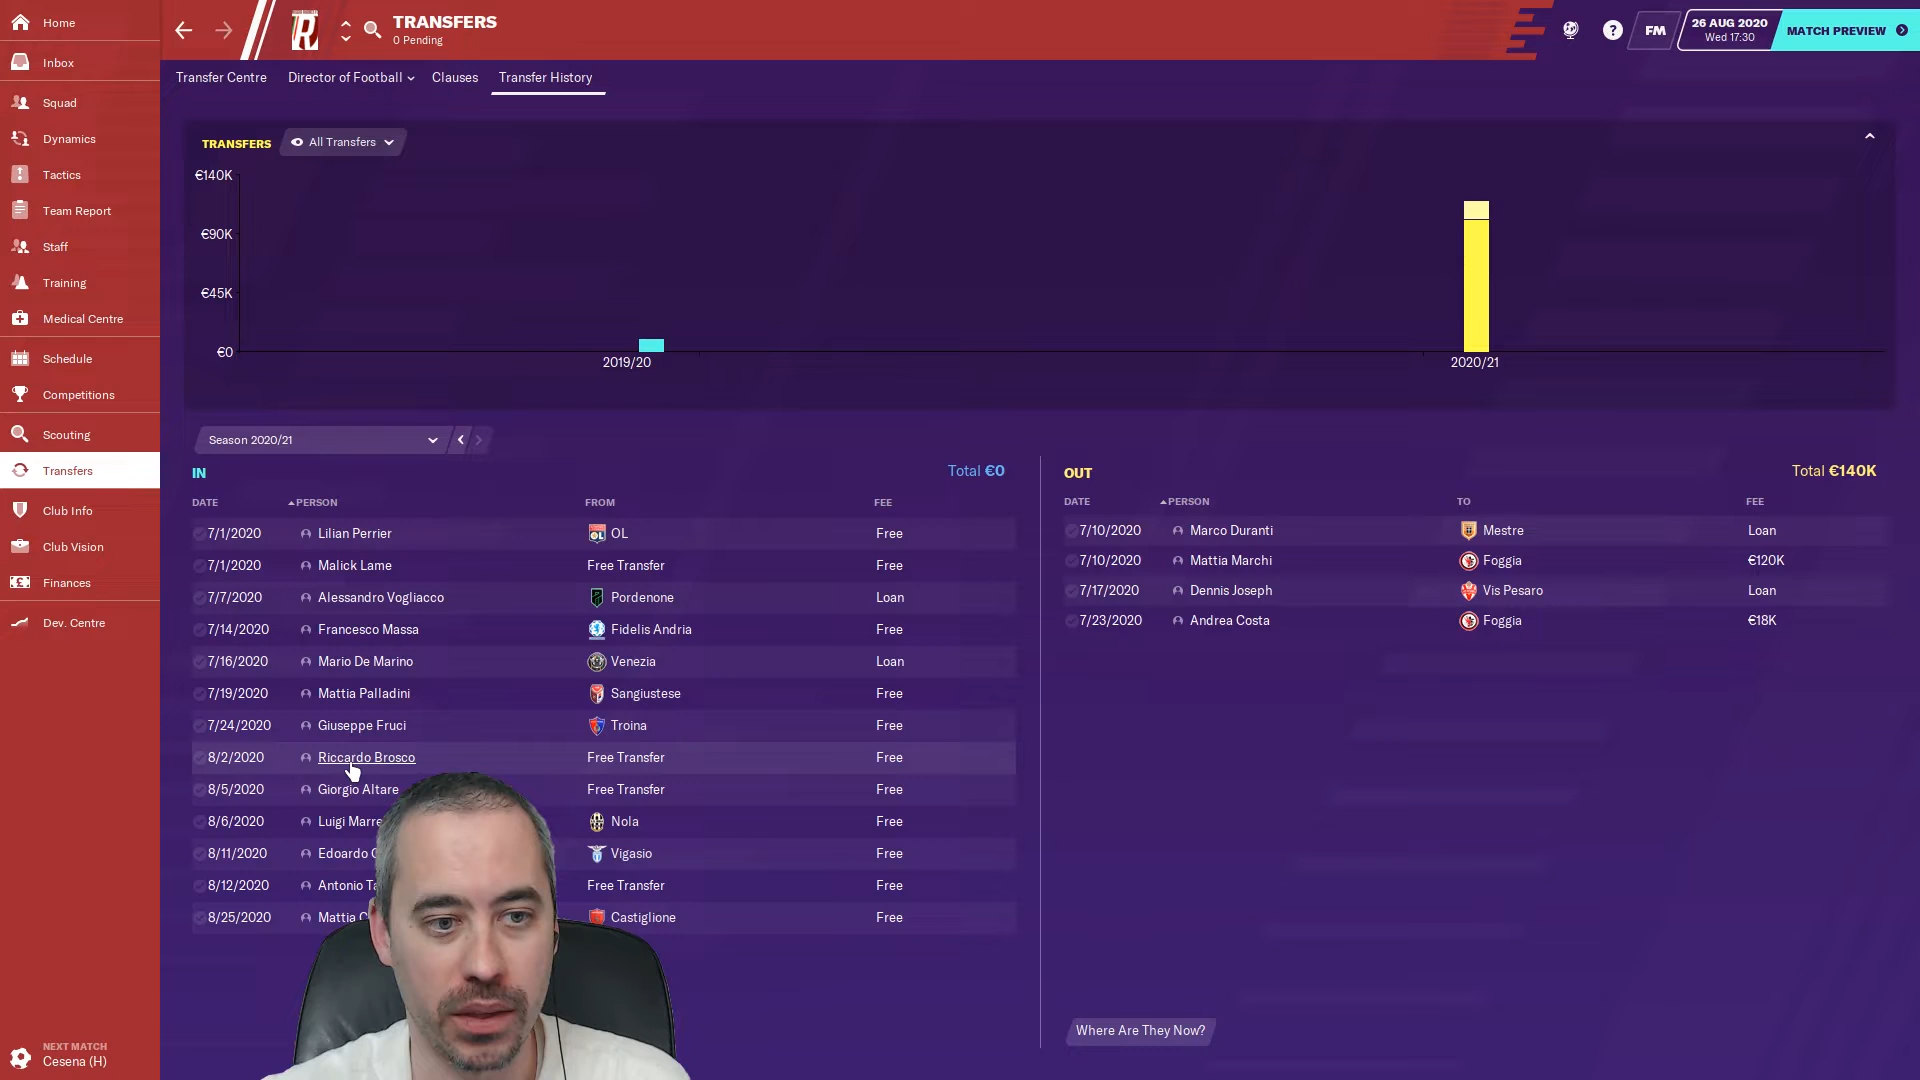 Home
Inbox
Squad
Dynamics
Tactics
Team Report
Staff
Training
Medical Centre
Schedule
Competitions
Scouting
Transfers
Club Info
Club Vision
Finances
Dev. Centre
NEXT MATCH
Cesena (H)
TRANSFERS
0 Pending
FM
26 AUG 2020
Wed 17:30
MATCH PREVIEW
Transfer Centre
Director of Football
Clauses
Transfer History
TRANSFERS
All Transfers
€140K
€90K
€45K
€0
2019/20
2020/21
Season 2020/21
IN
Total €0
DATE PERSON FROM FEE
7/1/2020 Lilian Perrier OL Free
7/1/2020 Malick Lame Free Transfer Free
7/7/2020 Alessandro Vogliacco Pordenone Loan
7/14/2020 Francesco Massa Fidelis Andria Free
7/16/2020 Mario De Marino Venezia Loan
7/19/2020 Mattia Palladini Sangiustese Free
7/24/2020 Giuseppe Fruci Troina Free
8/2/2020 Riccardo Brosco Free Transfer Free
8/5/2020 Giorgio Altare Free Transfer Free
8/6/2020 Luigi Nola Free
8/11/2020 Edoardo Vigasio Free
8/12/2020 Antonio Free Transfer Free
8/25/2020 Mattia Castiglione Free
OUT
Total €140K
DATE PERSON TO FEE
7/10/2020 Marco Duranti Mestre Loan
7/10/2020 Mattia Marchi Foggia €120K
7/17/2020 Dennis Joseph Vis Pesaro Loan
7/23/2020 Andrea Costa Foggia €18K
Where Are They Now?